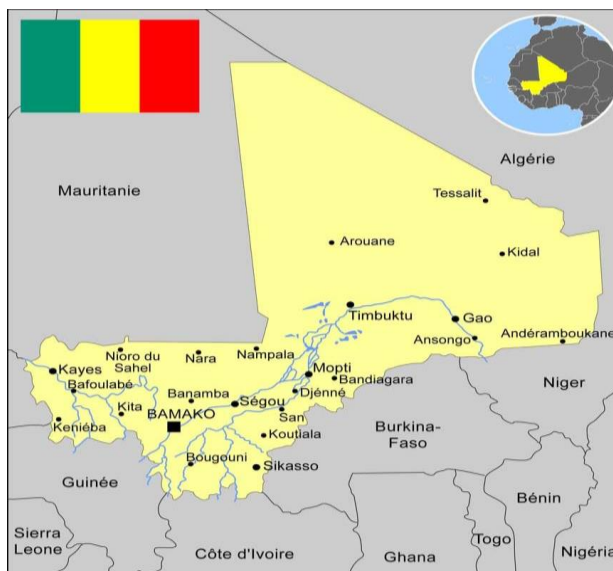 Algérie
Mauritanie
Tessalit
Arouane
Kidal
Timbuktu
Gao
Ansongo
Andéramboukane
Nioro du
Sahel
Nara
Nampala
Kayes
Mopti
Bafoulabé
Bandiagara
Niger
Banamba
Djénné
Kita
Ségou
BAMAKO
San
Keniéba
Burkina-
Faso
Koutiala
Bougouni
Sikasso
Guinée
Bénin
Sierra
Leone
Côte d'Ivoire
Ghana
Togo
Nigéria